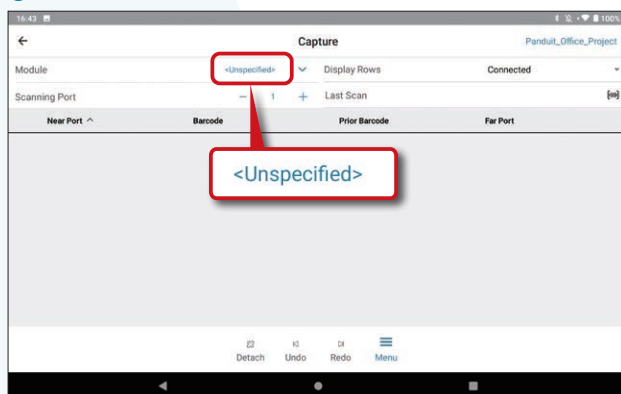 16:43 100%
Capture Panduit_Office_Project
Module <Unspecified> Display Rows Connected
Scanning Port − 1 + Last Scan
Near Port Barcode Prior Barcode Far Port
<Unspecified>
Detach Undo Redo Menu